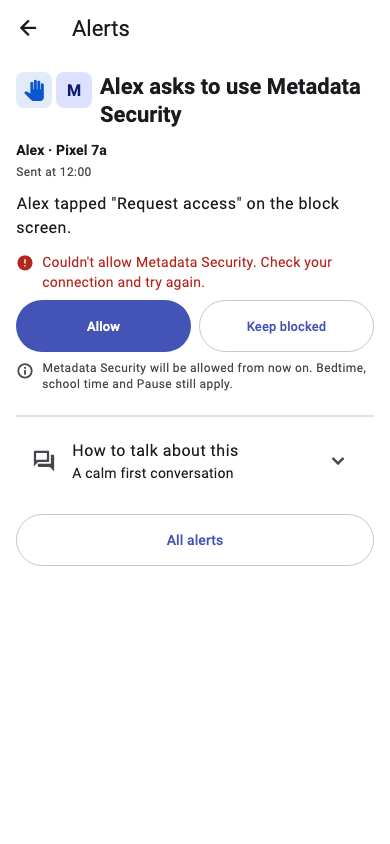 Alerts
M
Alex asks to use Metadata
Security
Alex · Pixel 7a
Sent at 12:00
Alex tapped "Request access" on the block
screen.
Couldn't allow Metadata Security. Check your
connection and try again.
Allow
Keep blocked
Metadata Security will be allowed from now on. Bedtime,
school time and Pause still apply.
How to talk about this
A calm first conversation
All alerts